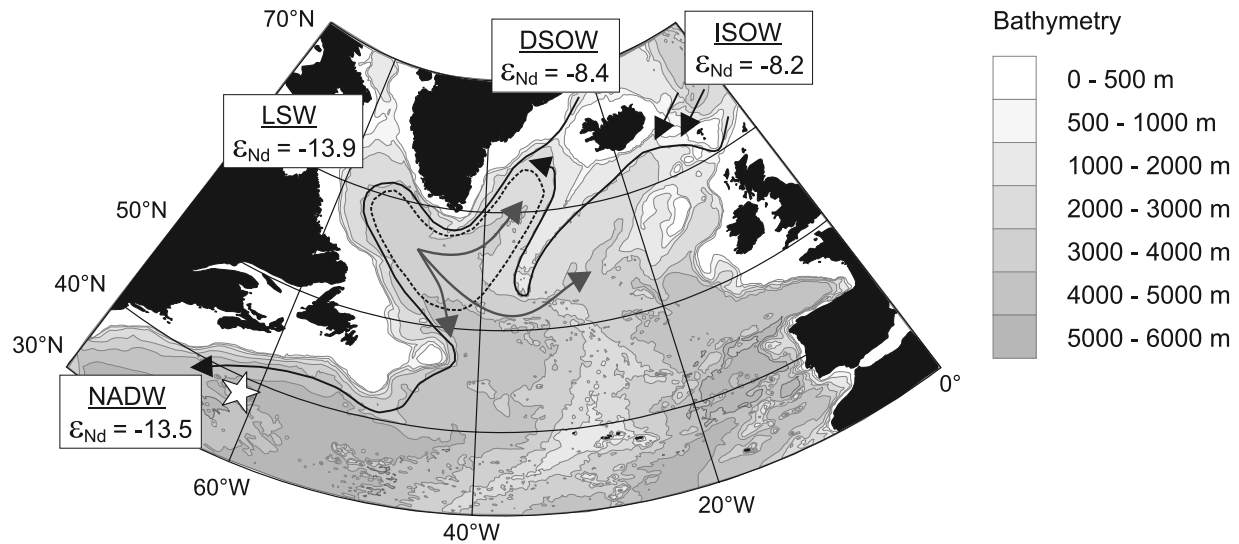 70°N
DSOW
εNd = -8.4
ISOW
εNd = -8.2
Bathymetry
0 - 500 m
500 - 1000 m
1000 - 2000 m
2000 - 3000 m
3000 - 4000 m
4000 - 5000 m
5000 - 6000 m
LSW
εNd = -13.9
50°N
40°N
30°N
NADW
εNd = -13.5
0°
60°W
40°W
20°W